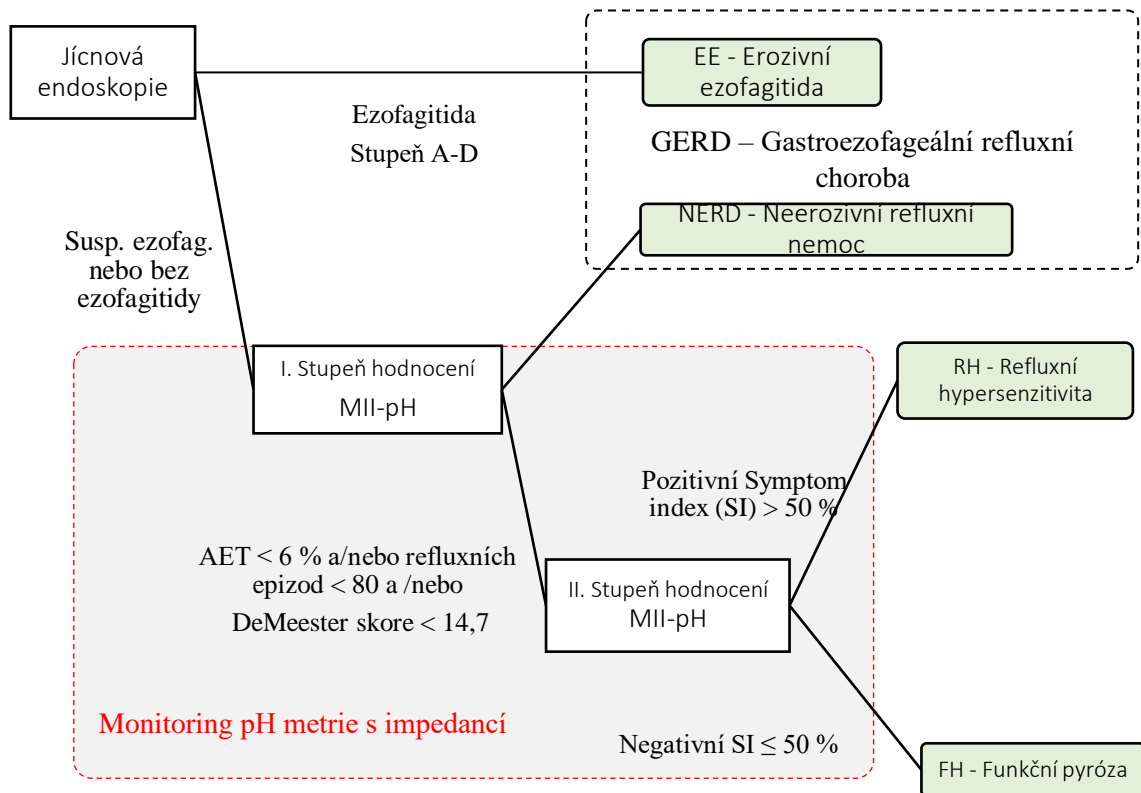 Jícnová
endoskopie
EE - Erozivní
ezofagitida
Ezofagitida
Stupeň A-D
GERD – Gastroezofageální refluxní
choroba
NERD - Neerozivní refluxní
nemoc
Susp. ezofag.
nebo bez
ezofagitidy
I. Stupeň hodnocení
MII-pH
RH - Refluxní
hypersenzitivita
Pozitivní Symptom
index (SI) > 50 %
AET < 6 % a/nebo refluxních
epizod < 80 a /nebo
DeMeester skore < 14,7
II. Stupeň hodnocení
MII-pH
Monitoring pH metrie s impedancí
Negativní SI ≤ 50 %
FH - Funkční pyróza